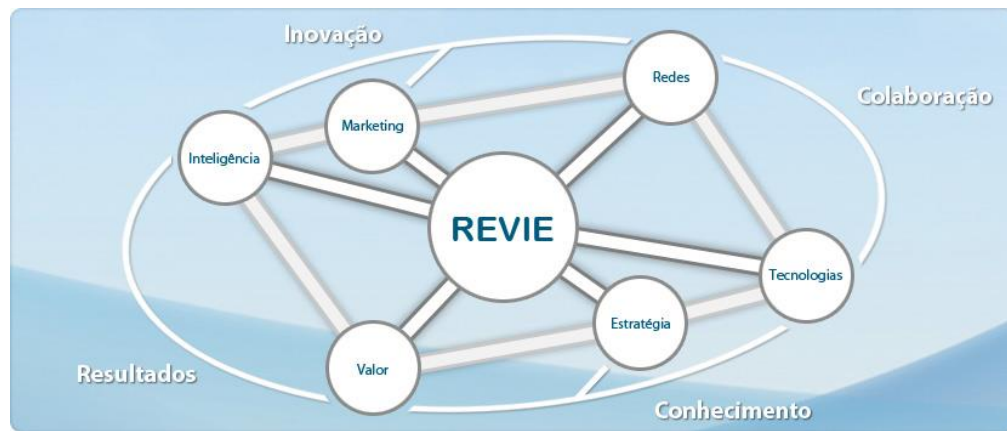 Inovação
Redes
Colaboração
Marketing
Inteligência
REVIE
Tecnologias
Estratégia
Valor
Resultados
Conhecimento